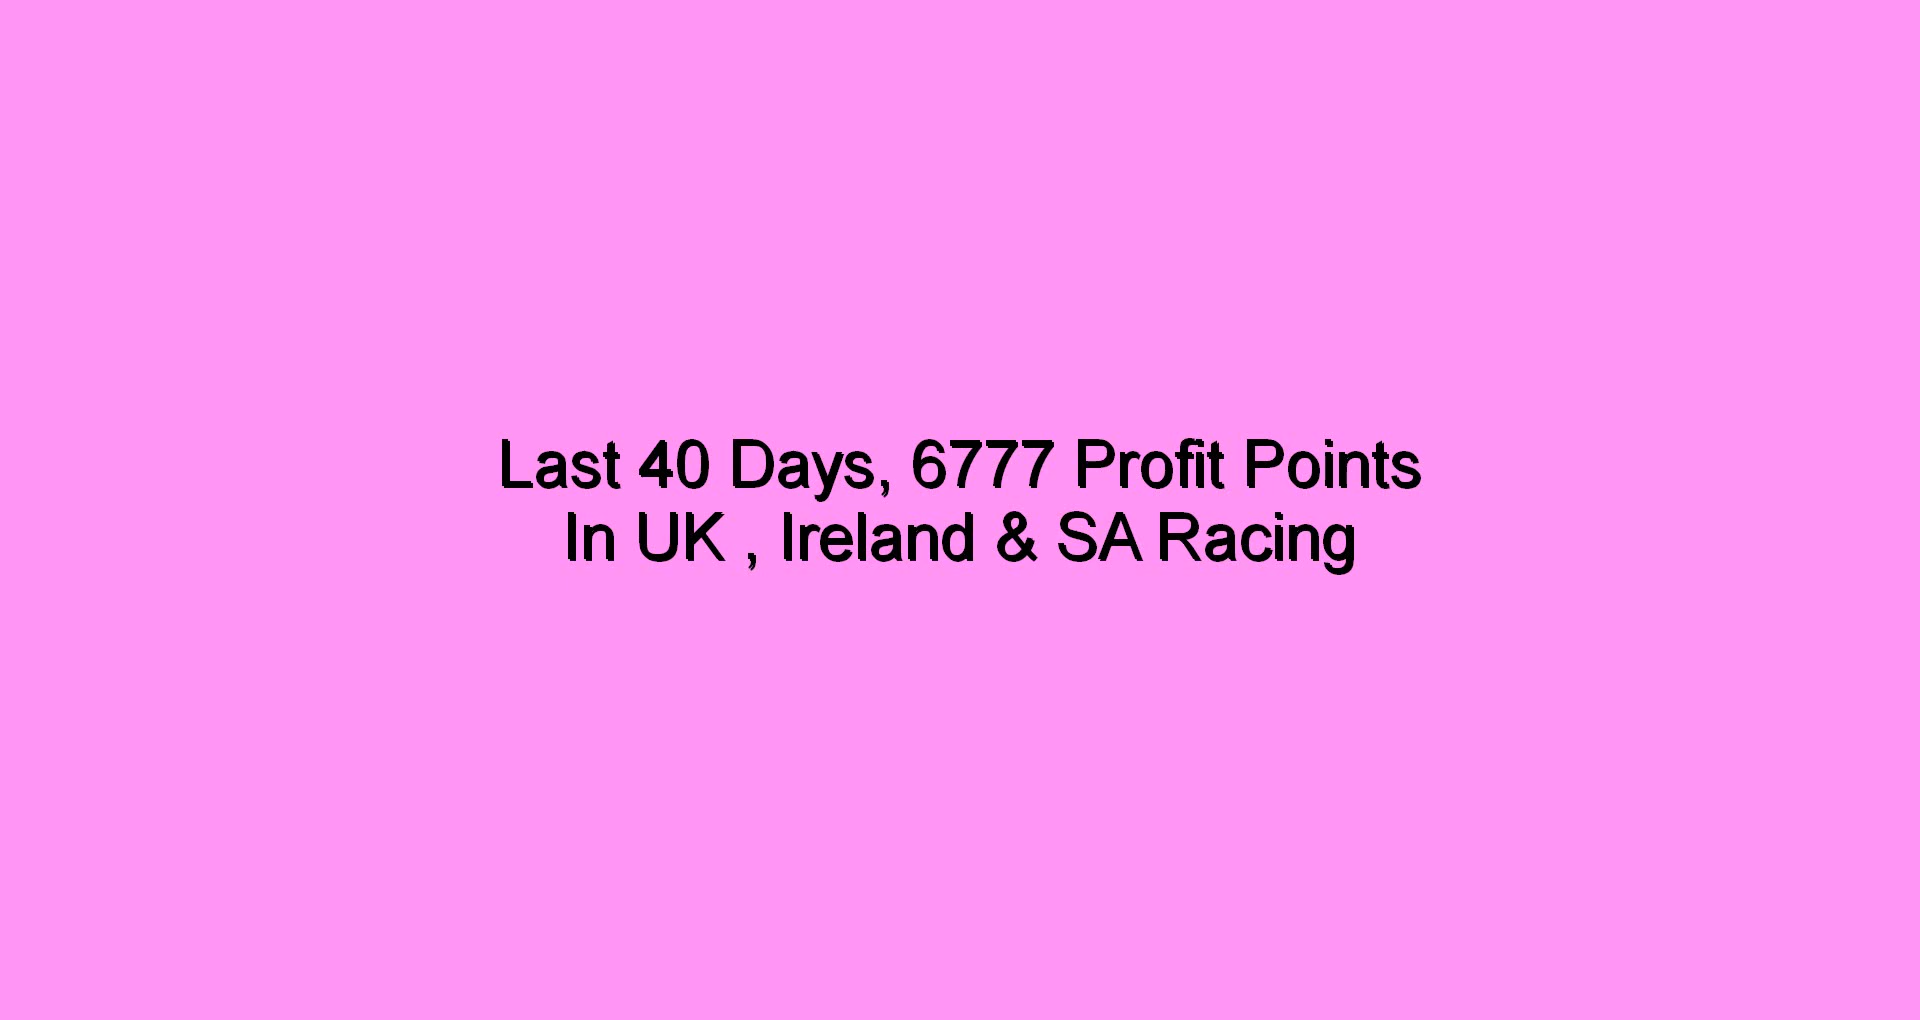 Last 40 Days, 6777 Profit Points
In UK , Ireland & SA Racing